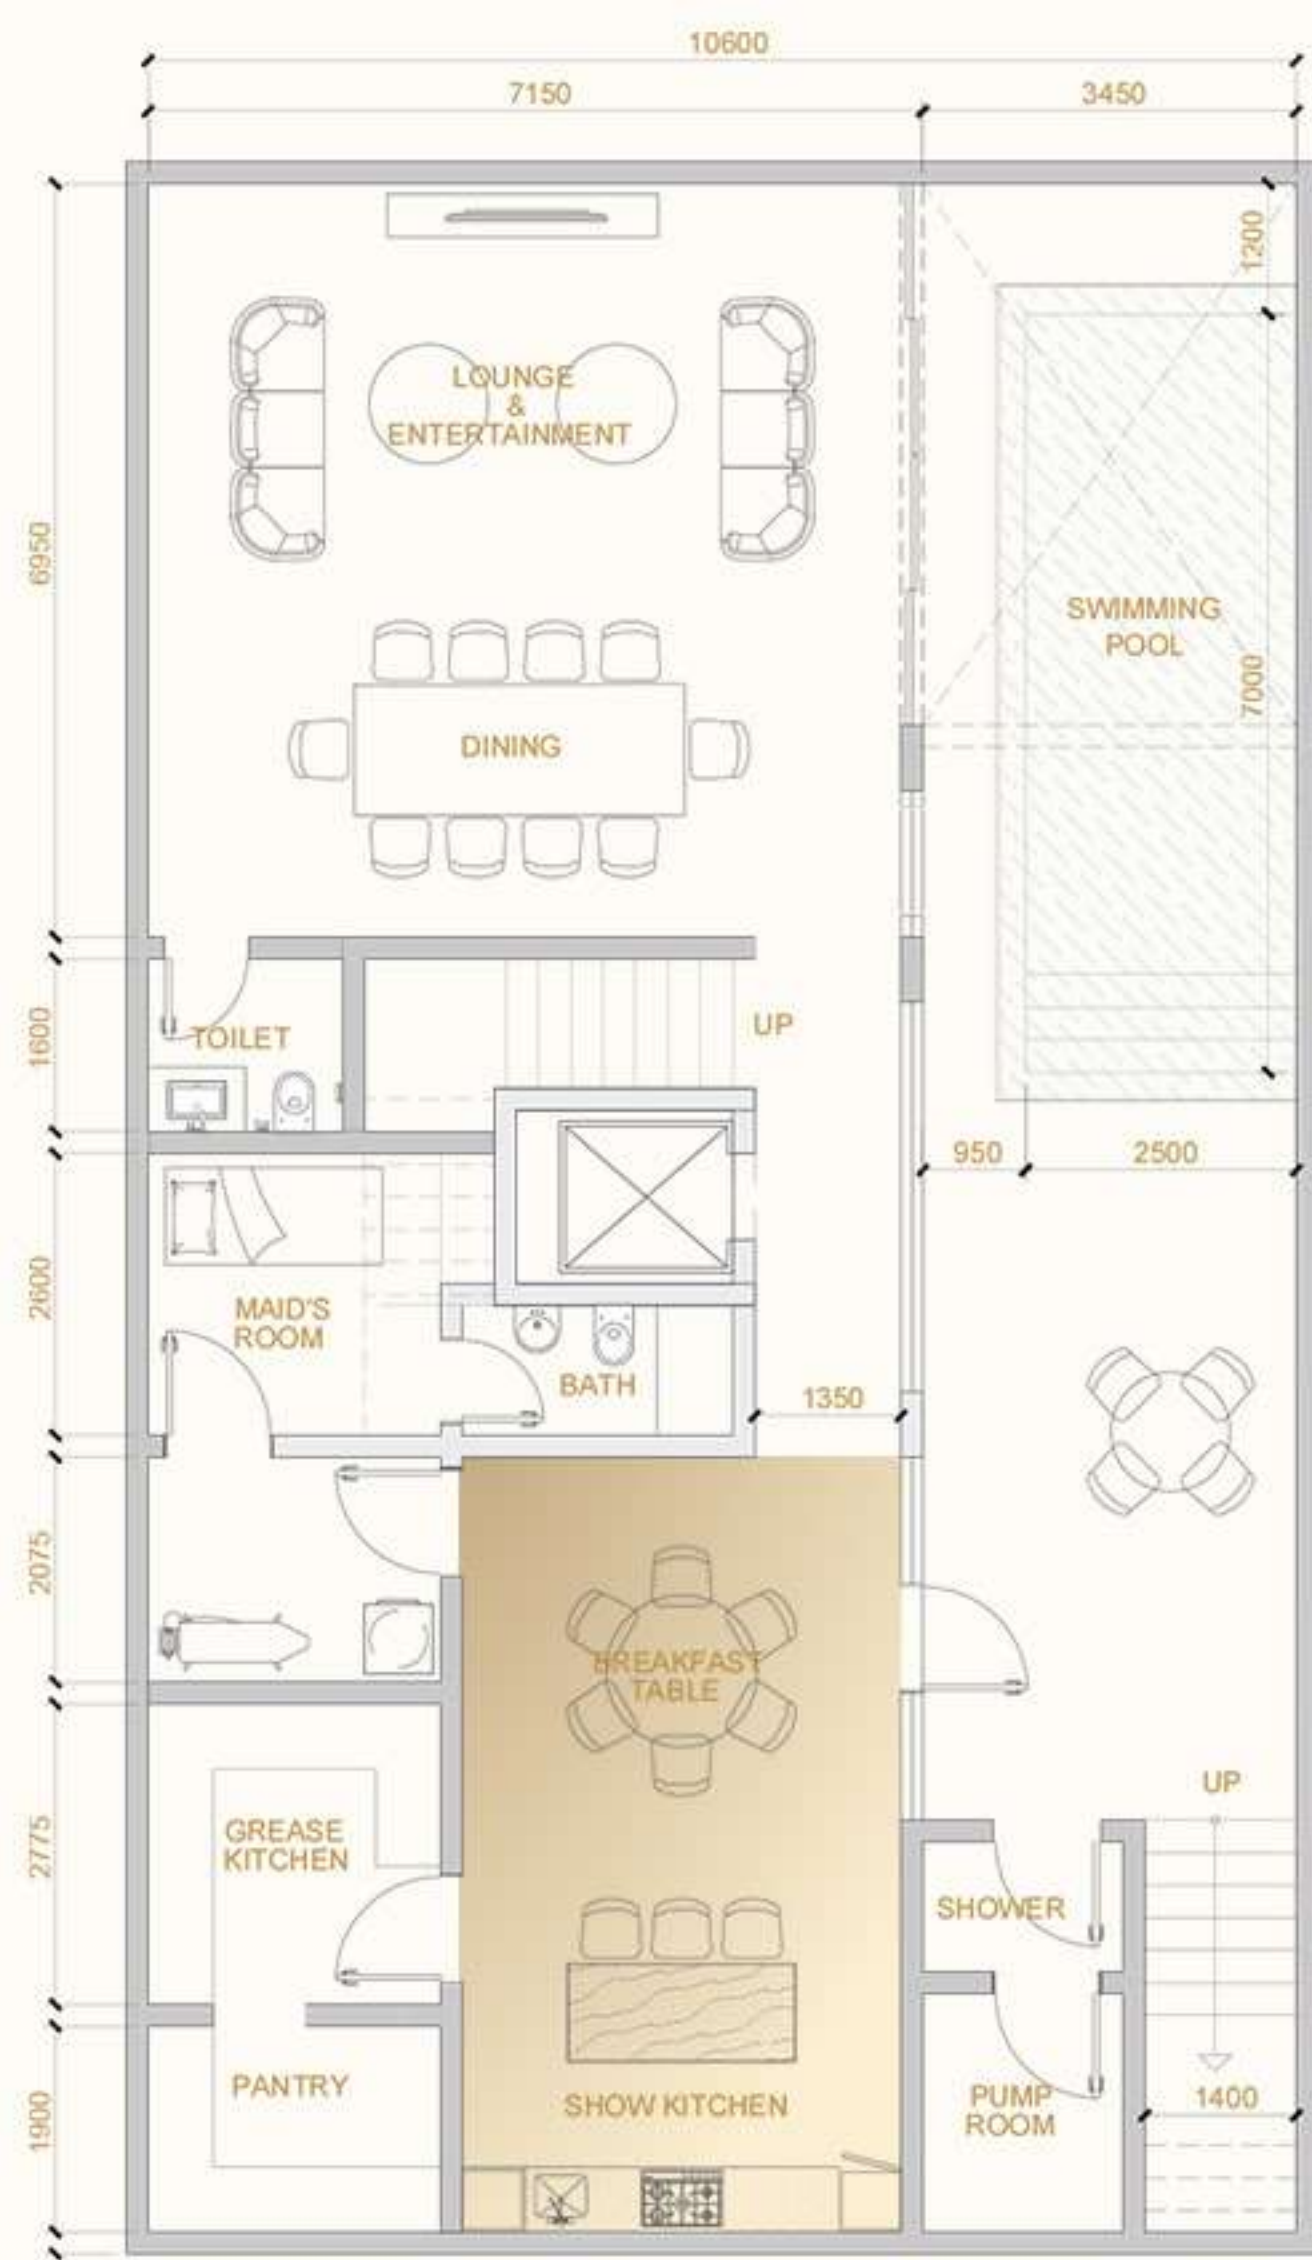 10600
7150
3450
1200
LOUNGE
&
ENTERTAINMENT
6950
SWIMMING
POOL
7000
DINING
1600
TOILET
UP
950
2500
2600
MAID'S
ROOM
BATH
1350
2075
BREAKFAST
TABLE
UP
2775
GREASE
KITCHEN
SHOWER
PANTRY
SHOW KITCHEN
PUMP
ROOM
1400
1900